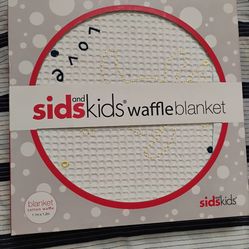 love
sids and kids® waffle blanket
blanket
cotton waffle
sids and kids®